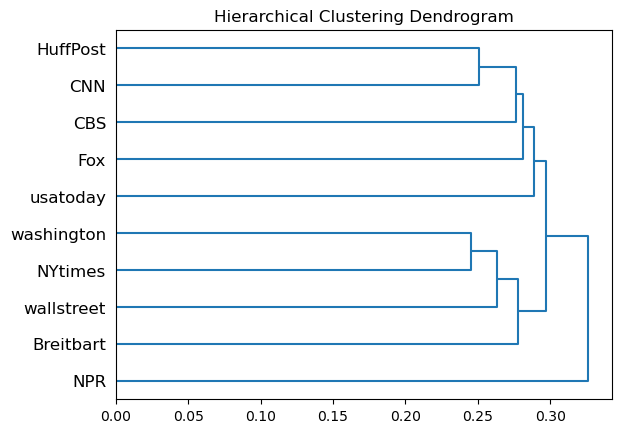 Hierarchical Clustering Dendrogram
HuffPost
CNN
CBS
Fox
usatoday
washington
NYtimes
wallstreet
Breitbart
NPR
0.00 0.05 0.10 0.15 0.20 0.25 0.30